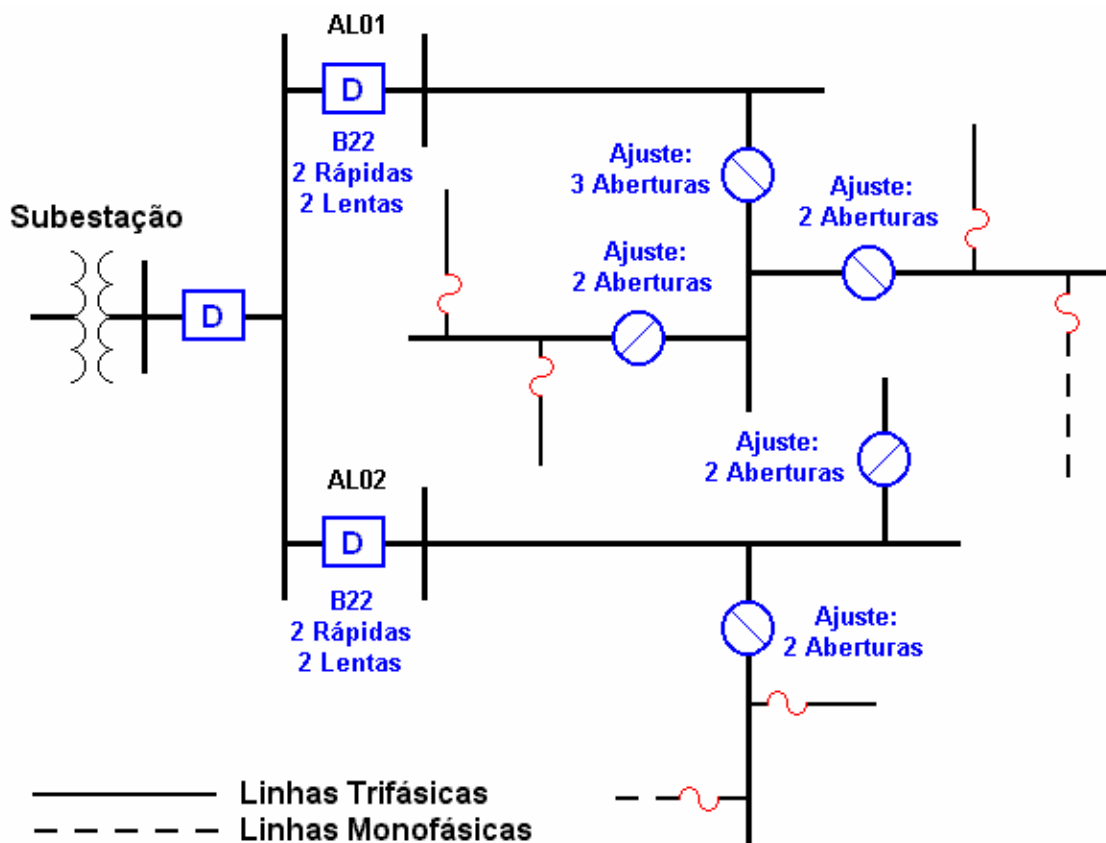 AL01
D
B22
2 Rápidas
2 Lentas
Ajuste:
3 Aberturas
Ajuste:
2 Aberturas
Subestação
D
Ajuste:
2 Aberturas
Ajuste:
2 Aberturas
AL02
D
B22
2 Rápidas
2 Lentas
Ajuste:
2 Aberturas
Linhas Trifásicas
Linhas Monofásicas